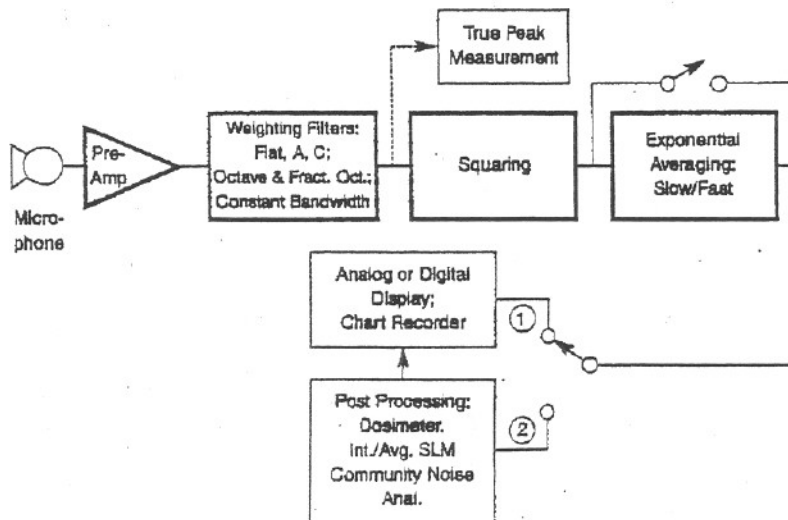 True Peak
Measurement
Weighting Filters:
Flat, A, C;
Octave & Fract. Oct.;
Constant Bandwidth
Pre-
Amp
Squaring
Exponential
Averaging:
Slow/Fast
Micro-
phone
Analog or Digital
Display;
Chart Recorder
1
Post Processing:
Dosimeter.
Int./Avg. SLM
Community Noise
Anal.
2